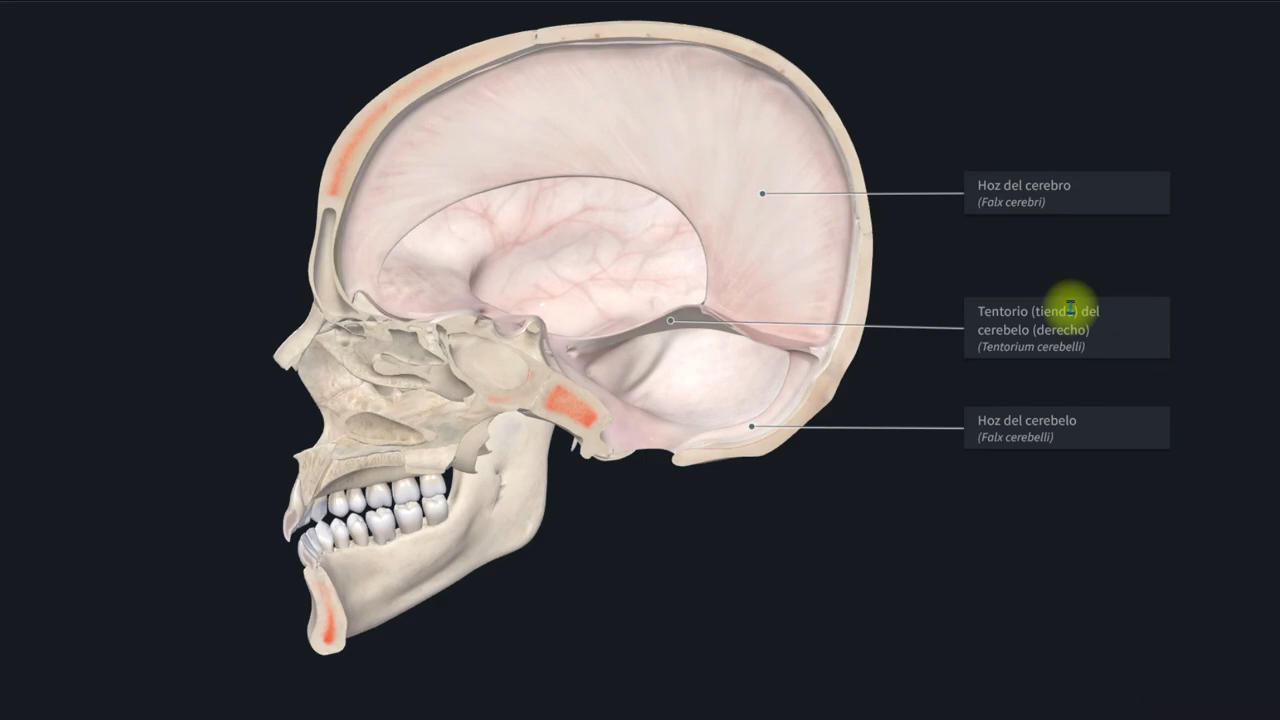 Hoz del cerebro
(Falx cerebri)
Tentorio (tienda) del
cerebelo (derecho)
(Tentorium cerebelli)
Hoz del cerebelo
(Falx cerebelli)